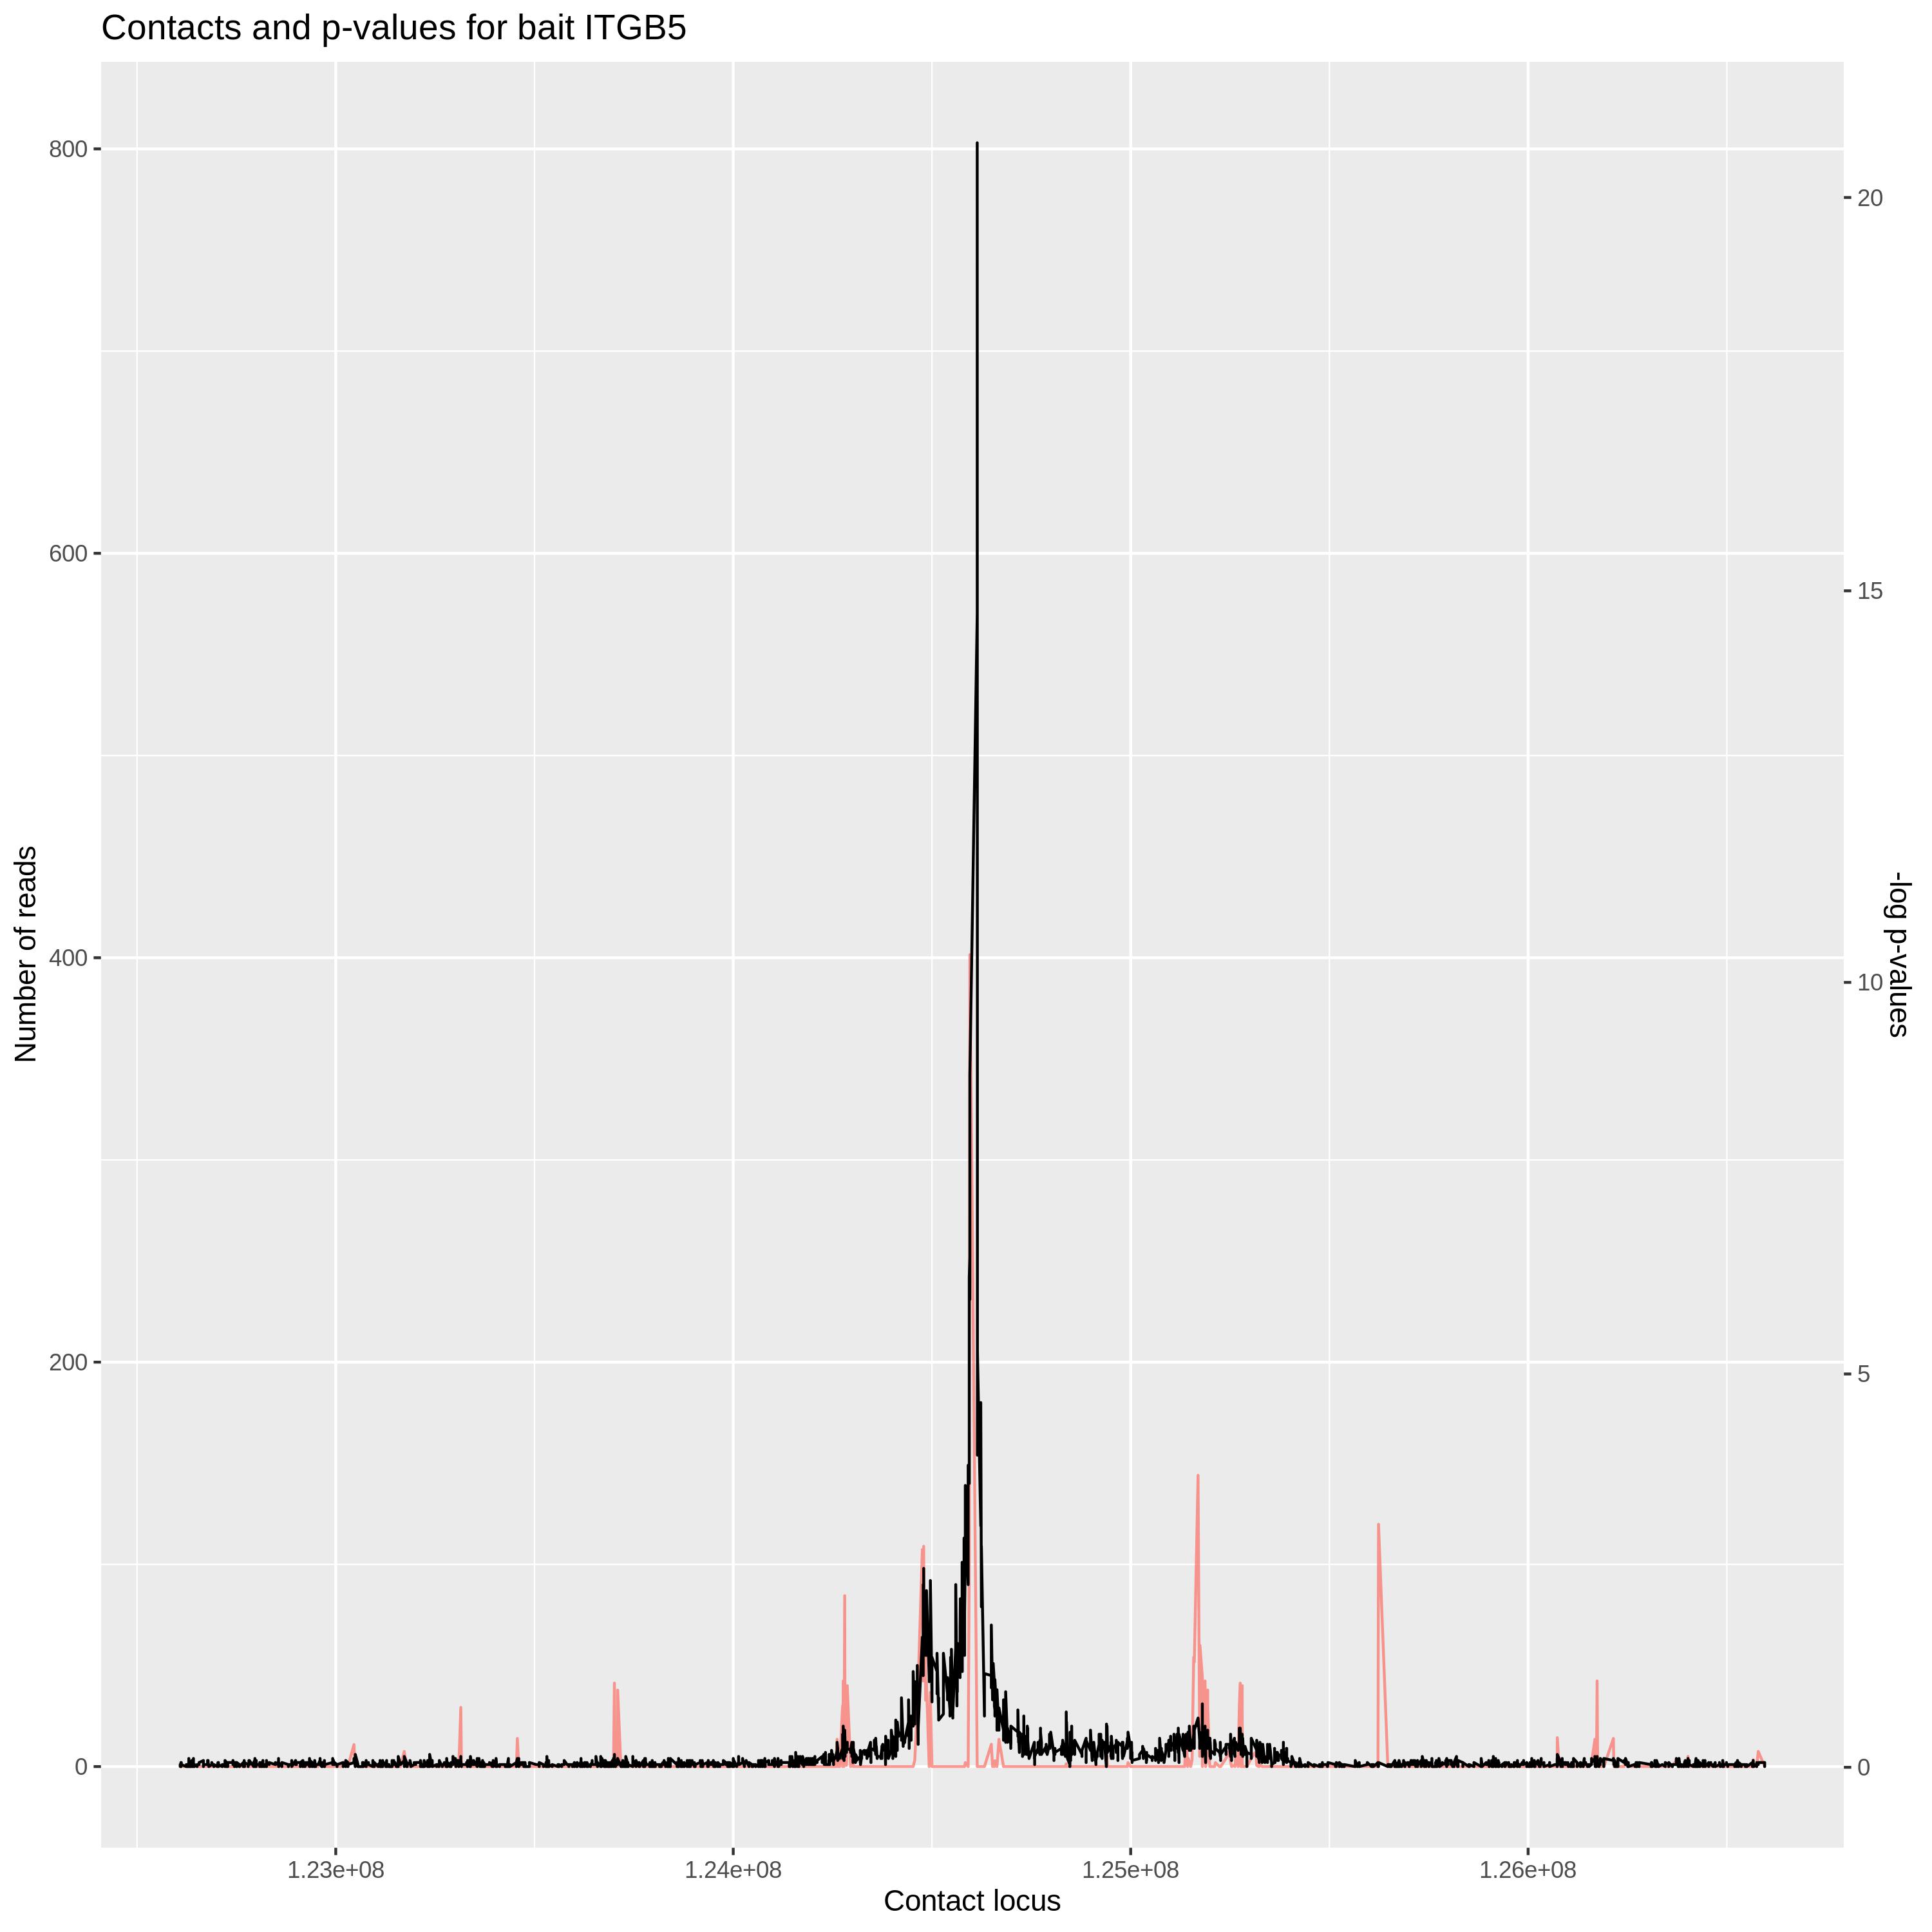 Contacts and p-values for bait ITGB5
800
600
400
200
0
Number of reads
20
15
10
5
0
-log p-values
1.23e+08
1.24e+08
1.25e+08
1.26e+08
Contact locus